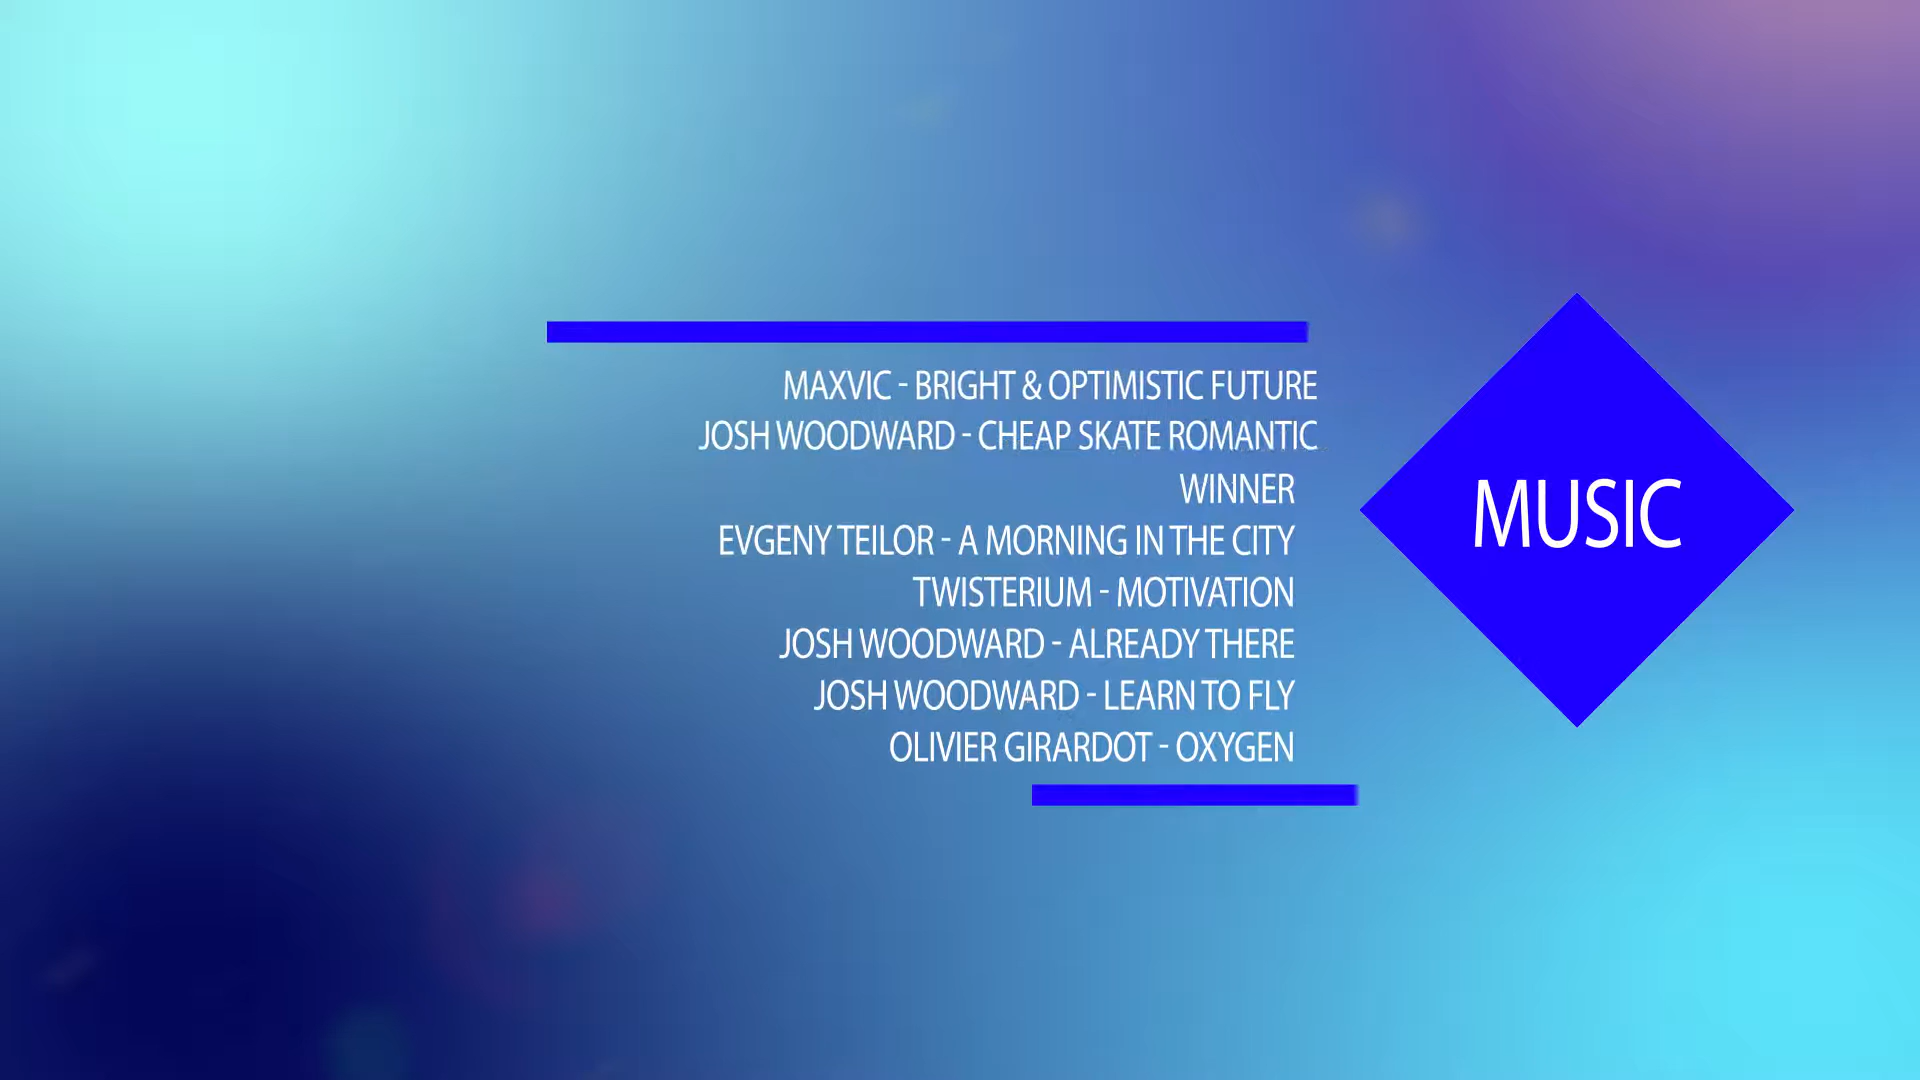 MAXVIC - BRIGHT & OPTIMISTIC FUTURE
JOSH WOODWARD - CHEAP SKATE ROMANTIC
WINNER
EVGENY TEILOR - A MORNING IN THE CITY
TWISTERIUM - MOTIVATION
JOSH WOODWARD - ALREADY THERE
JOSH WOODWARD - LEARN TO FLY
OLIVIER GIRARDOT - OXYGEN
MUSIC